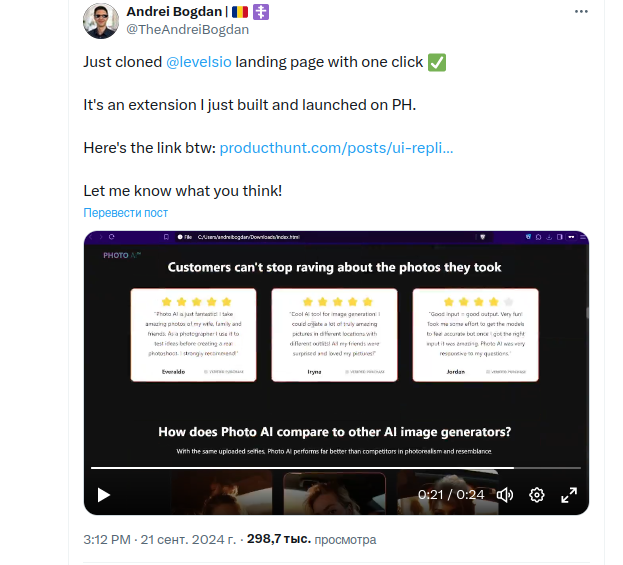 Andrei Bogdan |
@TheAndreiBogdan
Just cloned @levelsio landing page with one click ✅
It's an extension I just built and launched on PH.
Here's the link btw: producthunt.com/posts/ui-repli...
Let me know what you think!
Перевести пост
File C:/Users/andreibogdan/Downloads/index.html
PHOTO AI™
Customers can't stop raving about the photos they took
"Photo AI is just fantastic! I take
amazing photos of my wife, family and
friends. As a photographer I use it to
test ideas before creating a real
photoshoot. I strongly recommend!"
Everaldo VERIFIED PURCHASE
"Cool AI tool for image generation! I
could create a lot of truly amazing
pictures in different locations with
different outfits! All my friends were
surprised and loved my pictures!"
Iryna VERIFIED PURCHASE
"Good input = good output. Very fun!
Took me some effort to get the models
to fear accurate but once I got the right
input it was amazing. Photo AI was very
responsive to my questions."
Jordan VERIFIED PURCHASE
How does Photo AI compare to other AI image generators?
With the same uploaded selfies, Photo AI performs far better than competitors in photorealism and resemblance.
0:21 / 0:24
3:12 PM · 21 сент. 2024 г. · 298,7 тыс. просмотра